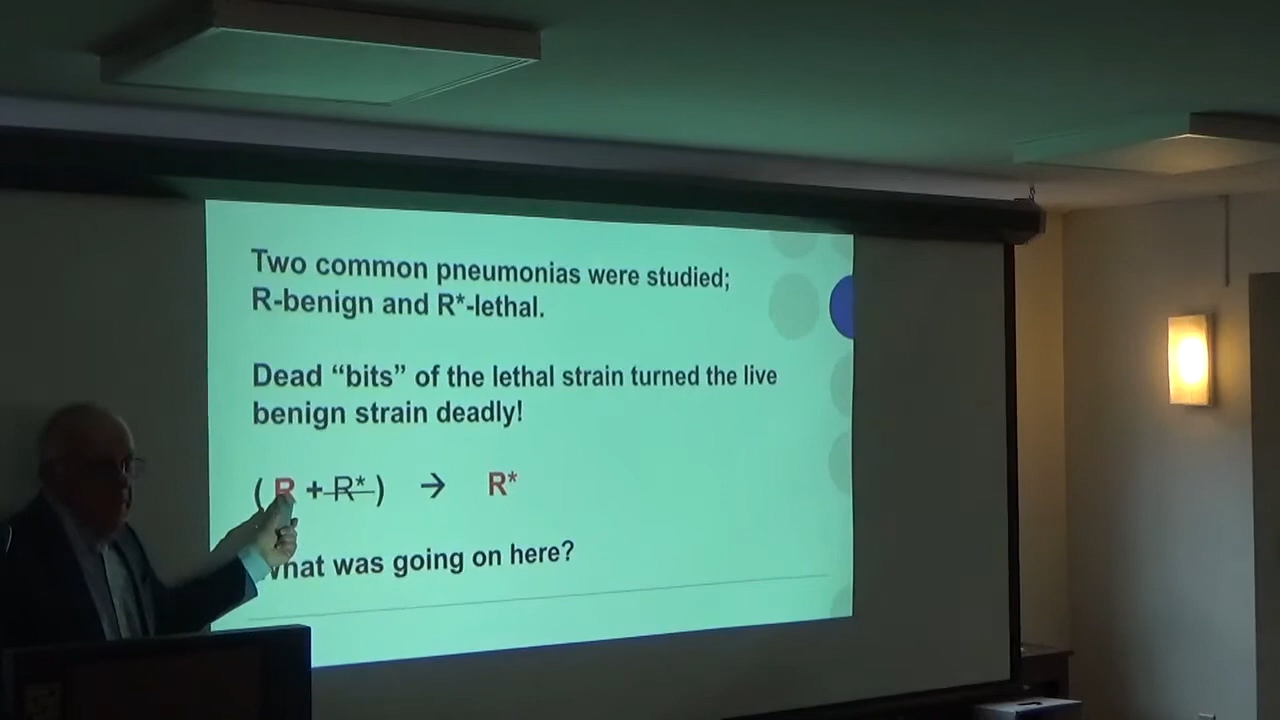 Two common pneumonias were studied;
R-benign and R*-lethal.
Dead “bits” of the lethal strain turned the live
benign strain deadly!
( R + R* ) → R*
What was going on here?